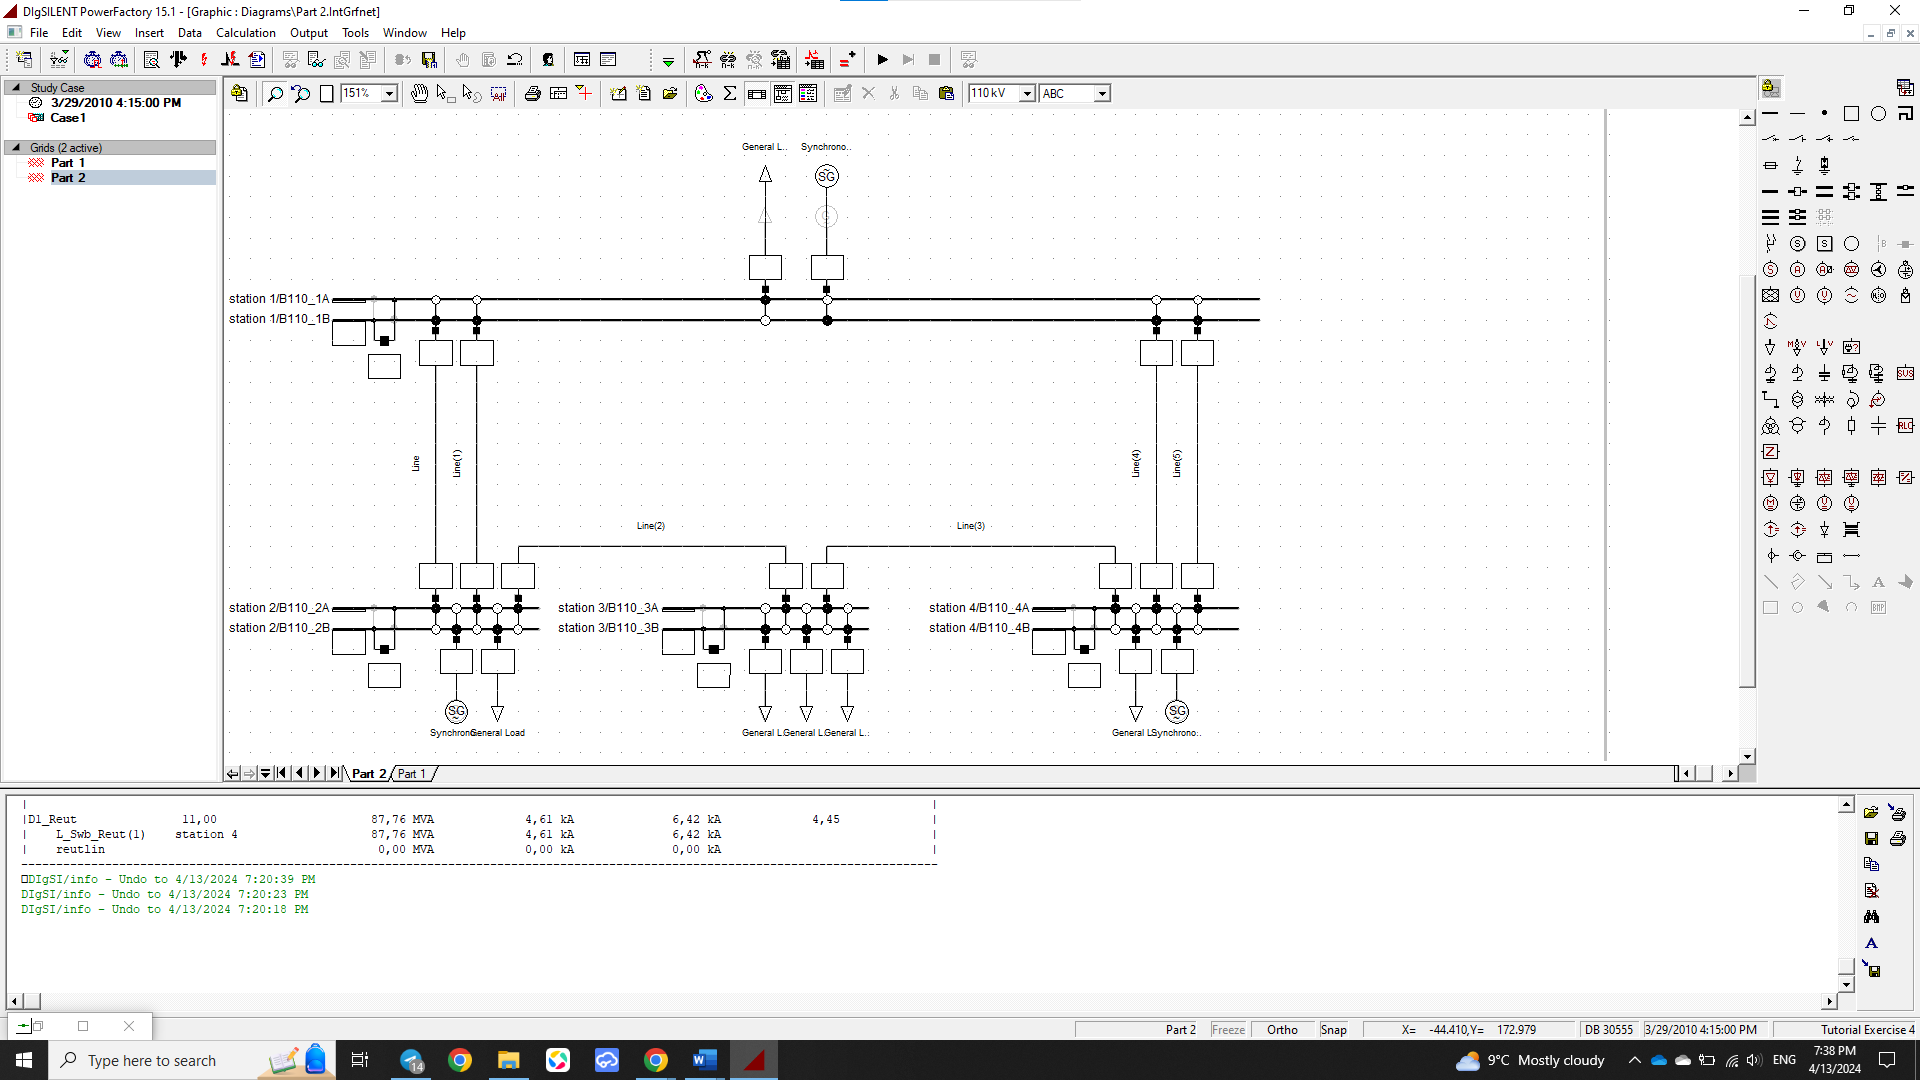 DIgSILENT PowerFactory 15.1 - [Graphic : Diagrams\Part 2.IntGrfnet]
File Edit View Insert Data Calculation Output Tools Window Help
Study Case
3/29/2010 4:15:00 PM
Case1
Grids (2 active)
Part 1
Part 2
151%
110 kV
ABC
General L..
Synchrono..
SG
station 1/B110_1A
station 1/B110_1B
Line
Line(1)
Line(4)
Line(5)
Line(2)
Line(3)
station 2/B110_2A
station 2/B110_2B
station 3/B110_3A
station 3/B110_3B
station 4/B110_4A
station 4/B110_4B
SG
SG
General Load
General L..
General L..
Synchrono..
Part 2
Part 1
D1_Reut 11,00 87,76 MVA 4,61 kA 6,42 kA 4,45
L_Swb_Reut(1) station 4 87,76 MVA 4,61 kA 6,42 kA
reutlin 0,00 MVA 0,00 kA 0,00 kA
DIgSI/info - Undo to 4/13/2024 7:20:39 PM
DIgSI/info - Undo to 4/13/2024 7:20:23 PM
DIgSI/info - Undo to 4/13/2024 7:20:18 PM
Part 2 Freeze Ortho Snap X= -44.410,Y= 172.979 DB 30555 3/29/2010 4:15:00 PM Tutorial Exercise 4
Type here to search
14
9°C Mostly cloudy
ENG
7:38 PM
4/13/2024